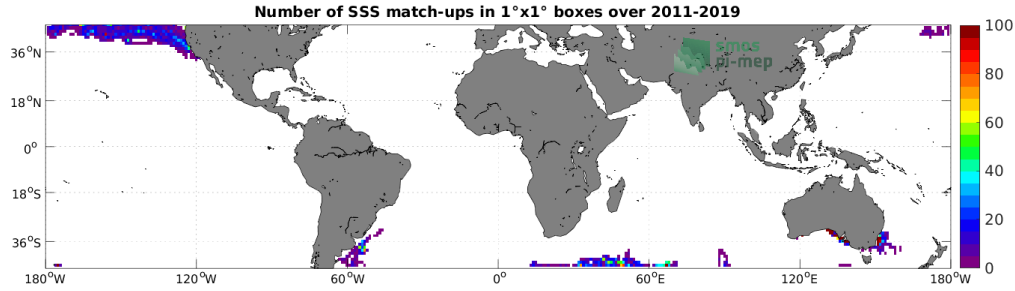 Number of SSS match-ups in 1°x1° boxes over 2011-2019
36°N
18°N
0°
18°S
36°S
180°W
120°W
60°W
0°
60°E
120°E
180°W
100
80
60
40
20
0
smos
pi-mep